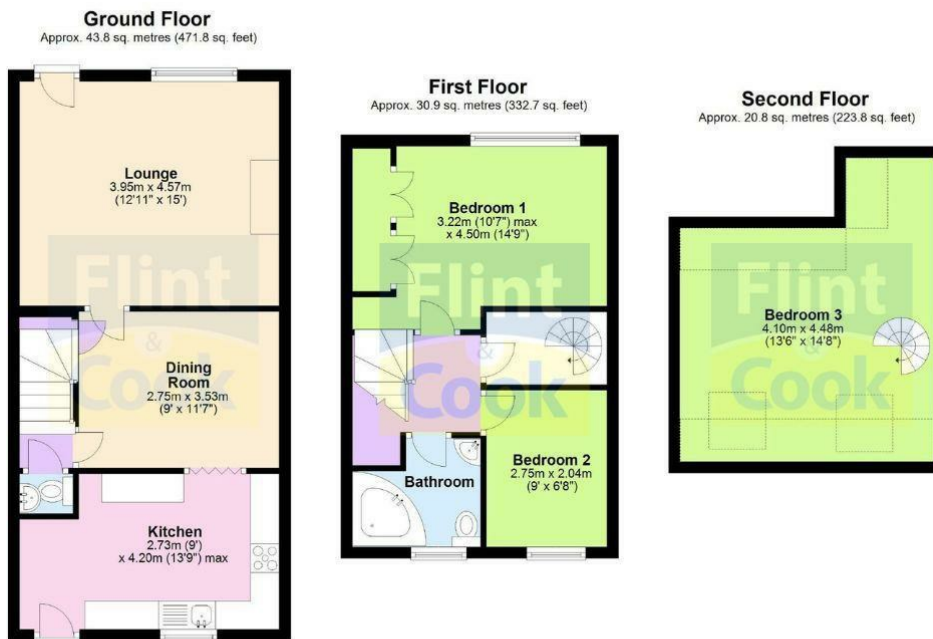 Ground Floor
Approx. 43.8 sq. metres (471.8 sq. feet)
Lounge
3.95m x 4.57m
(12'11" x 15')
Flint
&
Cook
Dining
Room
2.75m x 3.53m
(9' x 11'7")
Kitchen
2.73m (9')
x 4.20m (13'9") max
First Floor
Approx. 30.9 sq. metres (332.7 sq. feet)
Bedroom 1
3.22m (10'7") max
x 4.50m (14'9")
Flint
&
Cook
Bathroom
Bedroom 2
2.75m x 2.04m
(9' x 6'8")
Second Floor
Approx. 20.8 sq. metres (223.8 sq. feet)
Flint
Bedroom 3
4.10m x 4.48m
(13'6" x 14'8")
&
Cook